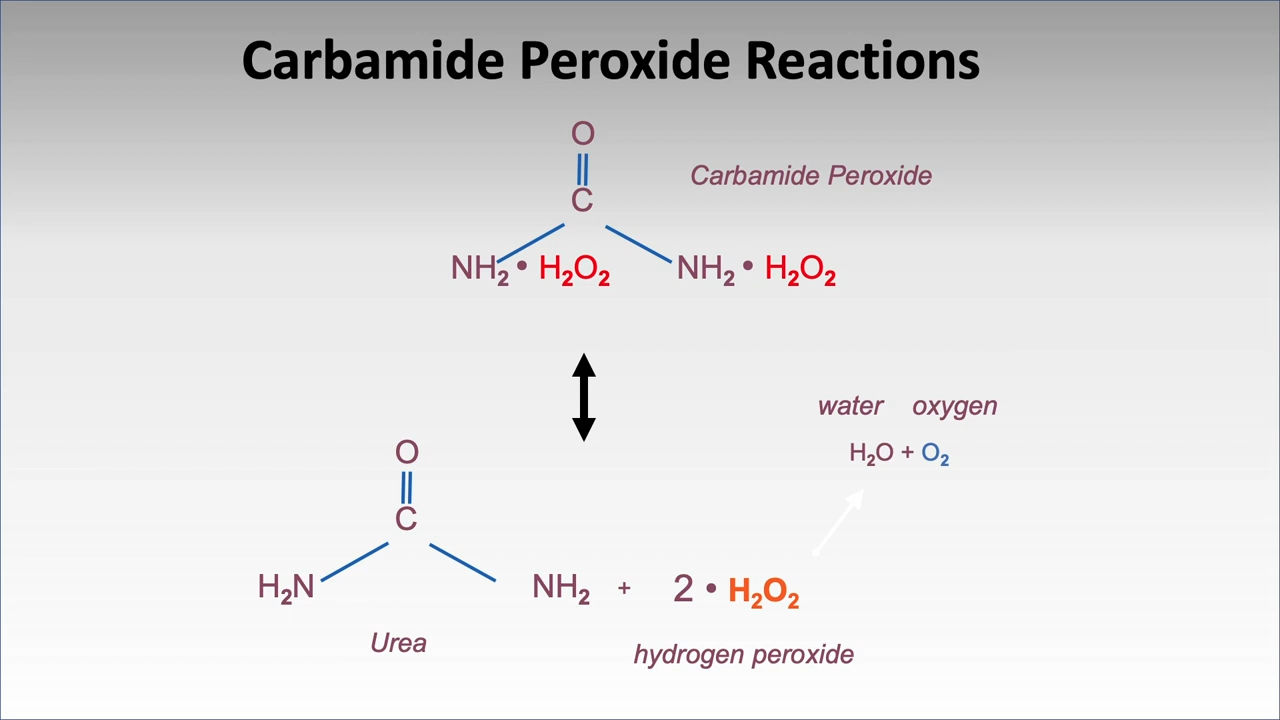 Carbamide Peroxide Reactions
O
C
Carbamide Peroxide
NH₂ • H₂O₂ NH₂ • H₂O₂
water oxygen
H₂O + O₂
O
C
H₂N NH₂ + 2 • H₂O₂
Urea
hydrogen peroxide